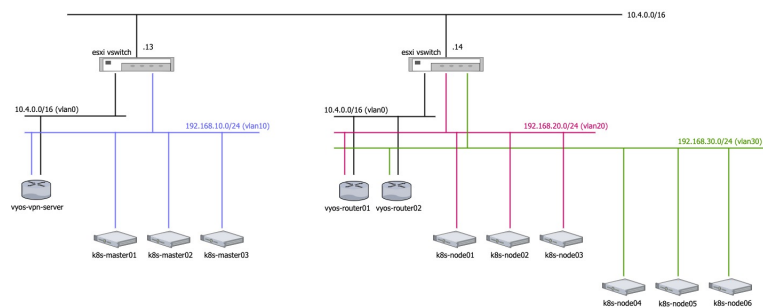 10.4.0.0/16
esxi vswitch .13
esxi vswitch .14
10.4.0.0/16 (vlan0)
10.4.0.0/16 (vlan0)
192.168.10.0/24 (vlan10)
192.168.20.0/24 (vlan20)
192.168.30.0/24 (vlan30)
vyos-vpn-server
vyos-router01
vyos-router02
k8s-master01
k8s-master02
k8s-master03
k8s-node01
k8s-node02
k8s-node03
k8s-node04
k8s-node05
k8s-node06